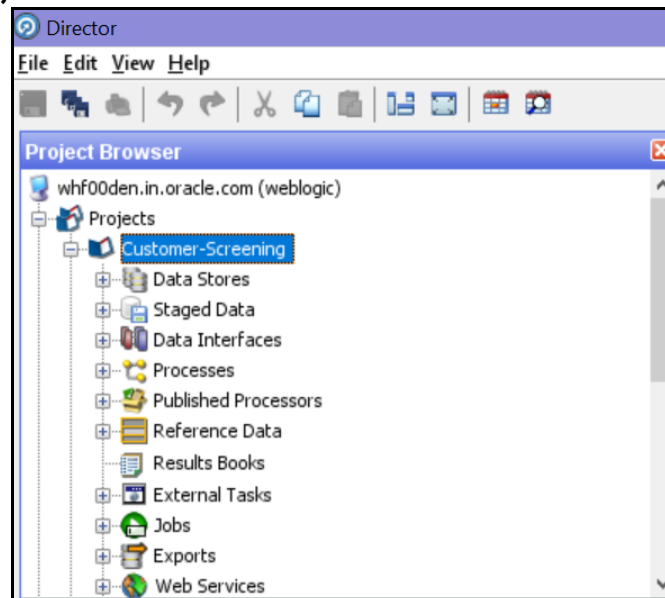 Director
File Edit View Help
Project Browser
whf00den.in.oracle.com (weblogic)
Projects
Customer-Screening
Data Stores
Staged Data
Data Interfaces
Processes
Published Processors
Reference Data
Results Books
External Tasks
Jobs
Exports
Web Services